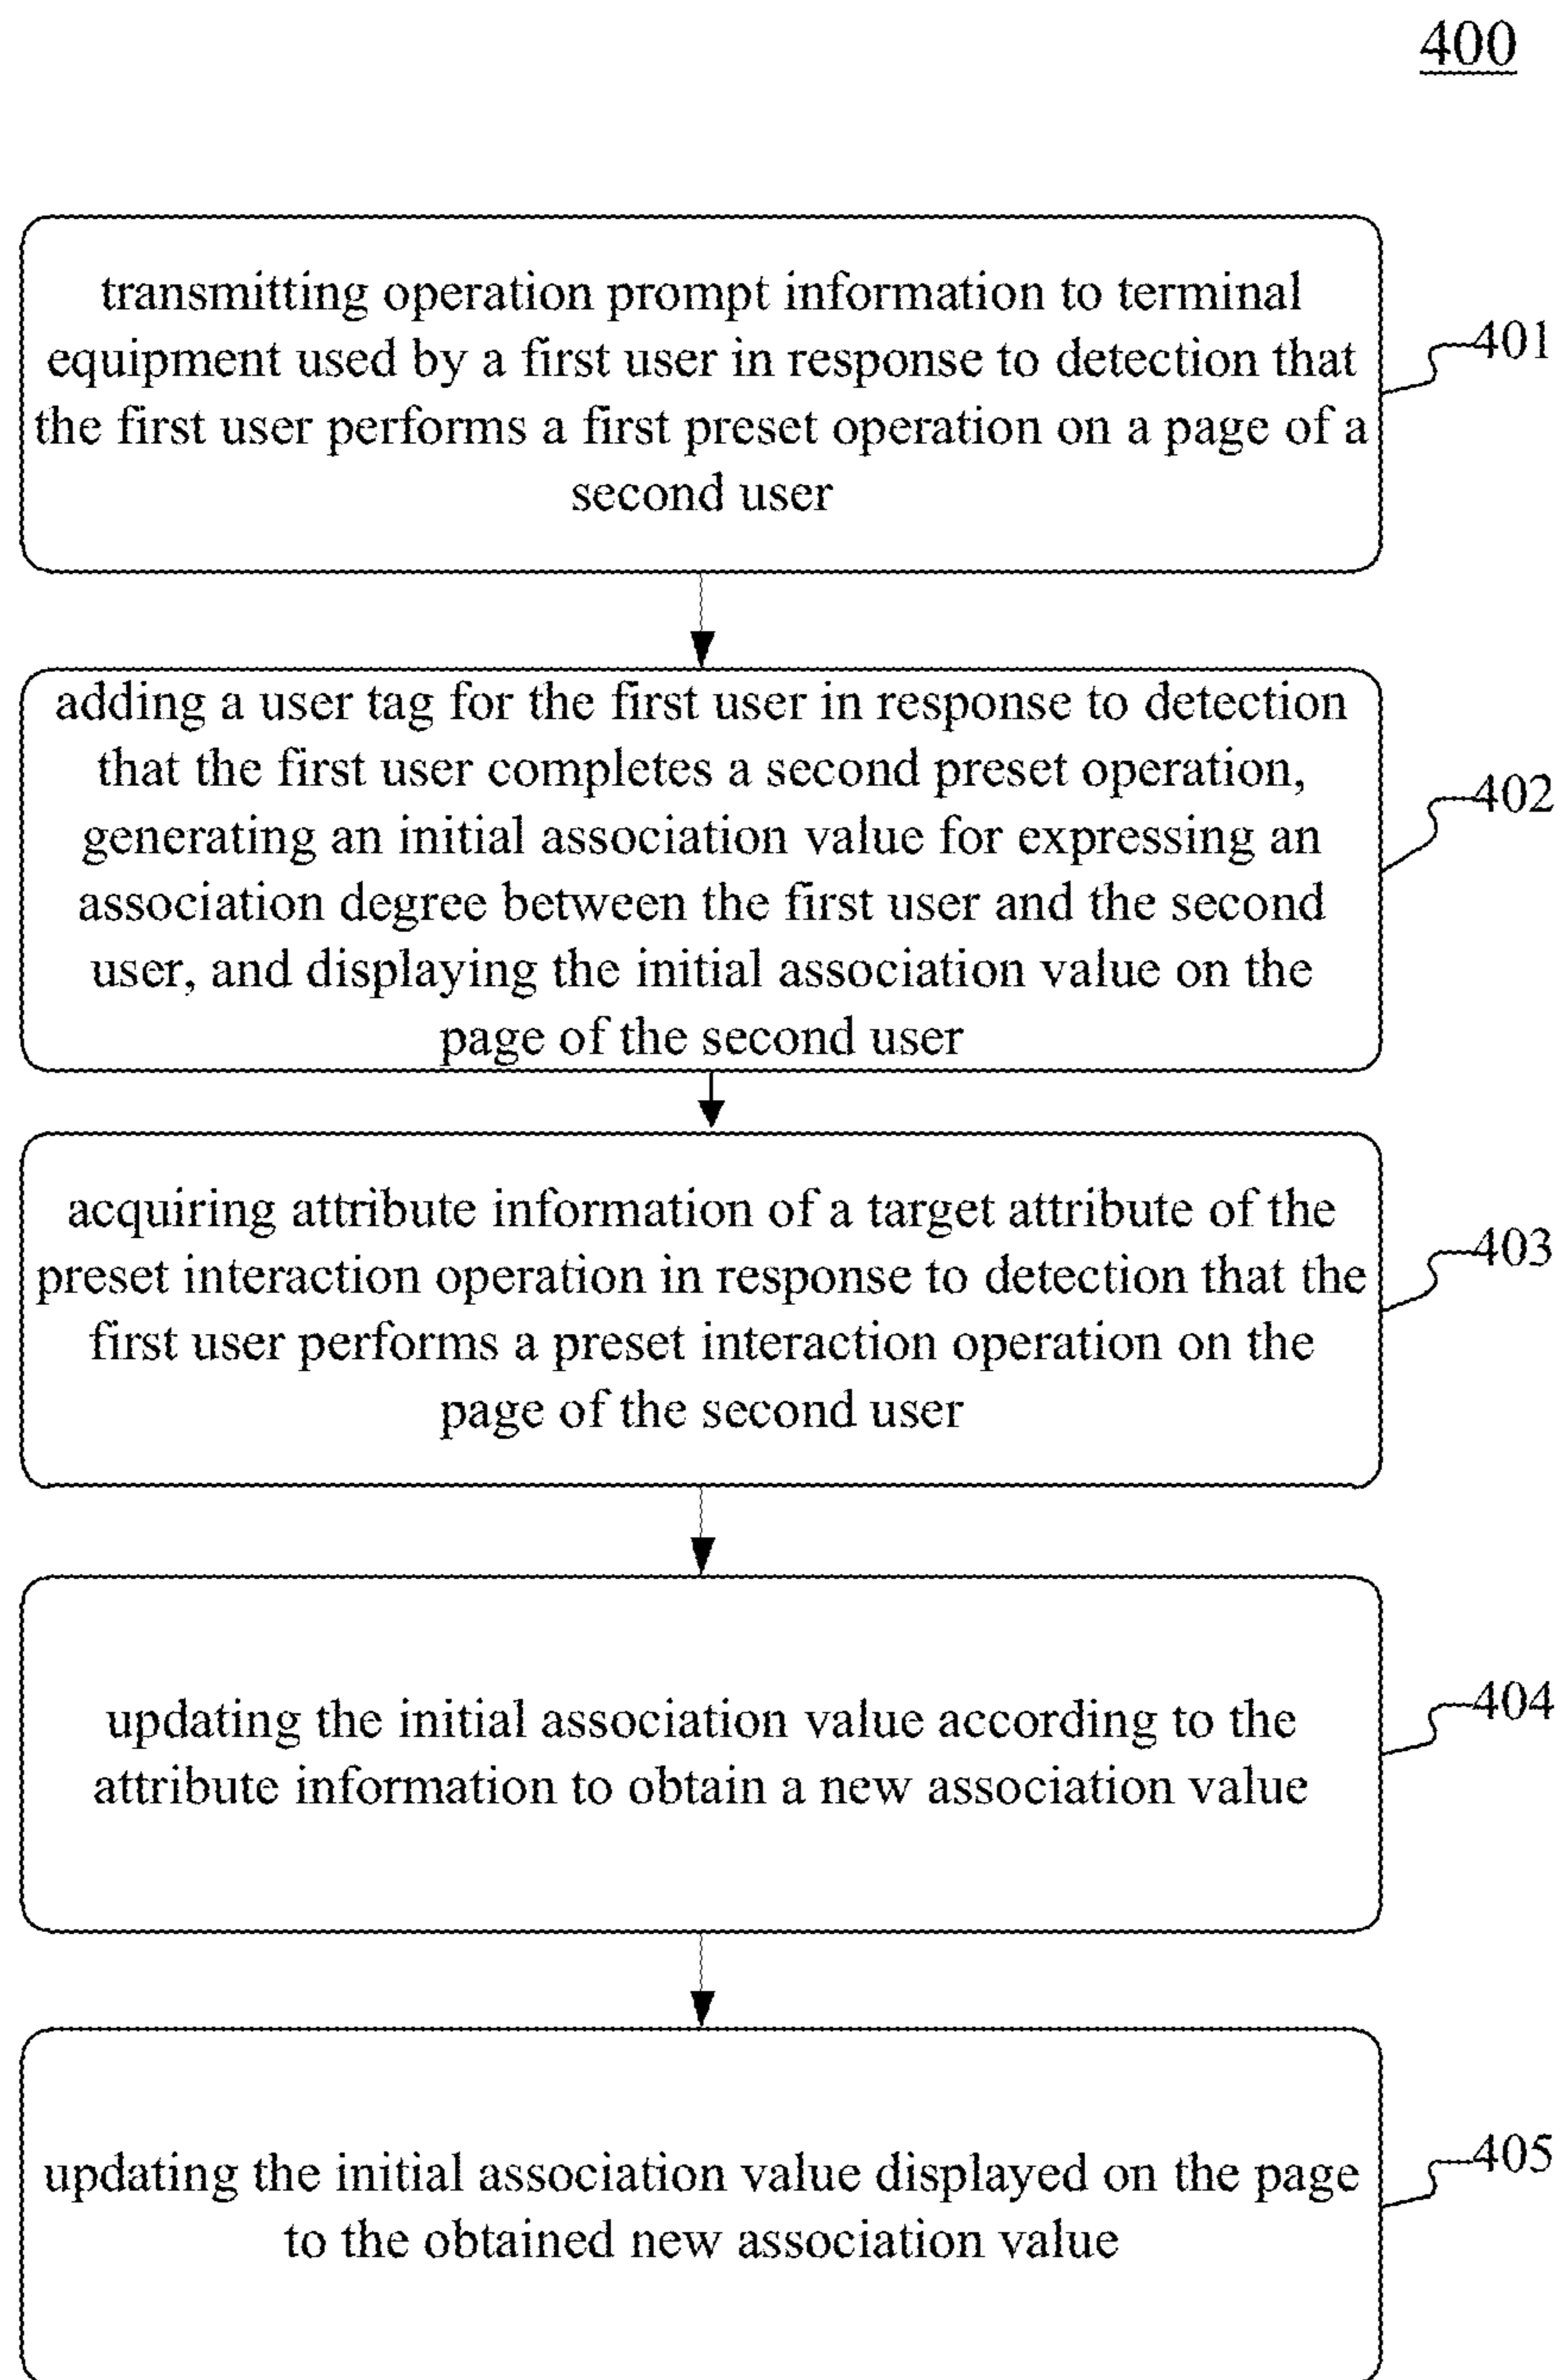 400
transmitting operation prompt information to terminal
equipment used by a first user in response to detection that
the first user performs a first preset operation on a page of a
second user
401
adding a user tag for the first user in response to detection
that the first user completes a second preset operation,
generating an initial association value for expressing an
association degree between the first user and the second
user, and displaying the initial association value on the
page of the second user
402
acquiring attribute information of a target attribute of the
preset interaction operation in response to detection that the
first user performs a preset interaction operation on the
page of the second user
403
updating the initial association value according to the
attribute information to obtain a new association value
404
updating the initial association value displayed on the page
to the obtained new association value
405